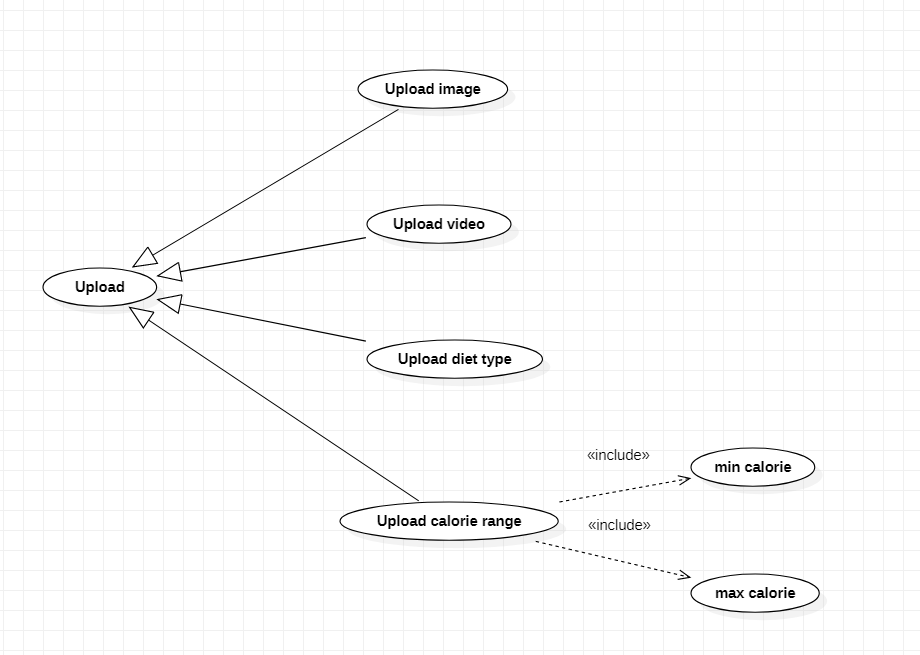 Upload image
Upload video
Upload
Upload diet type
«include»
min calorie
Upload calorie range
«include»
max calorie